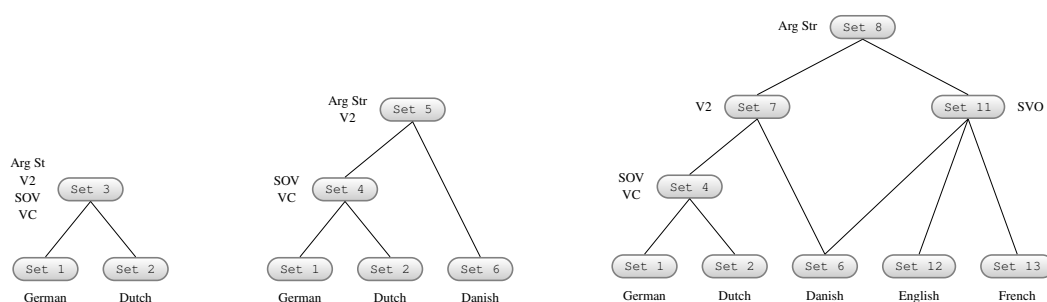 Arg St
V2
SOV
VC
Set 3
Set 1
Set 2
German
Dutch
Arg Str
V2
Set 5
SOV
VC
Set 4
Set 1
Set 2
Set 6
German
Dutch
Danish
Arg Str
Set 8
V2
Set 7
Set 11
SVO
SOV
VC
Set 4
Set 1
Set 2
Set 6
Set 12
Set 13
German
Dutch
Danish
English
French